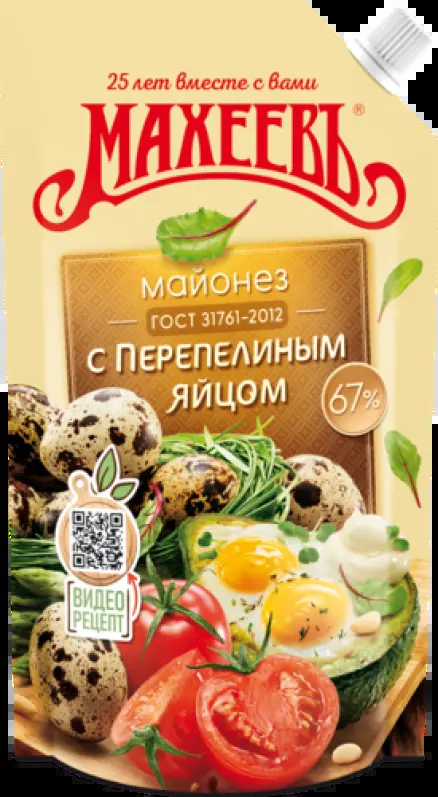 25 лет вместе с вами
МАХЕЕВЪ®
МАЙОНЕЗ
ГОСТ 31761-2012
С ПЕРЕПЕЛИНЫМ
ЯЙЦОМ
67%
ВИДЕО
РЕЦЕПТ